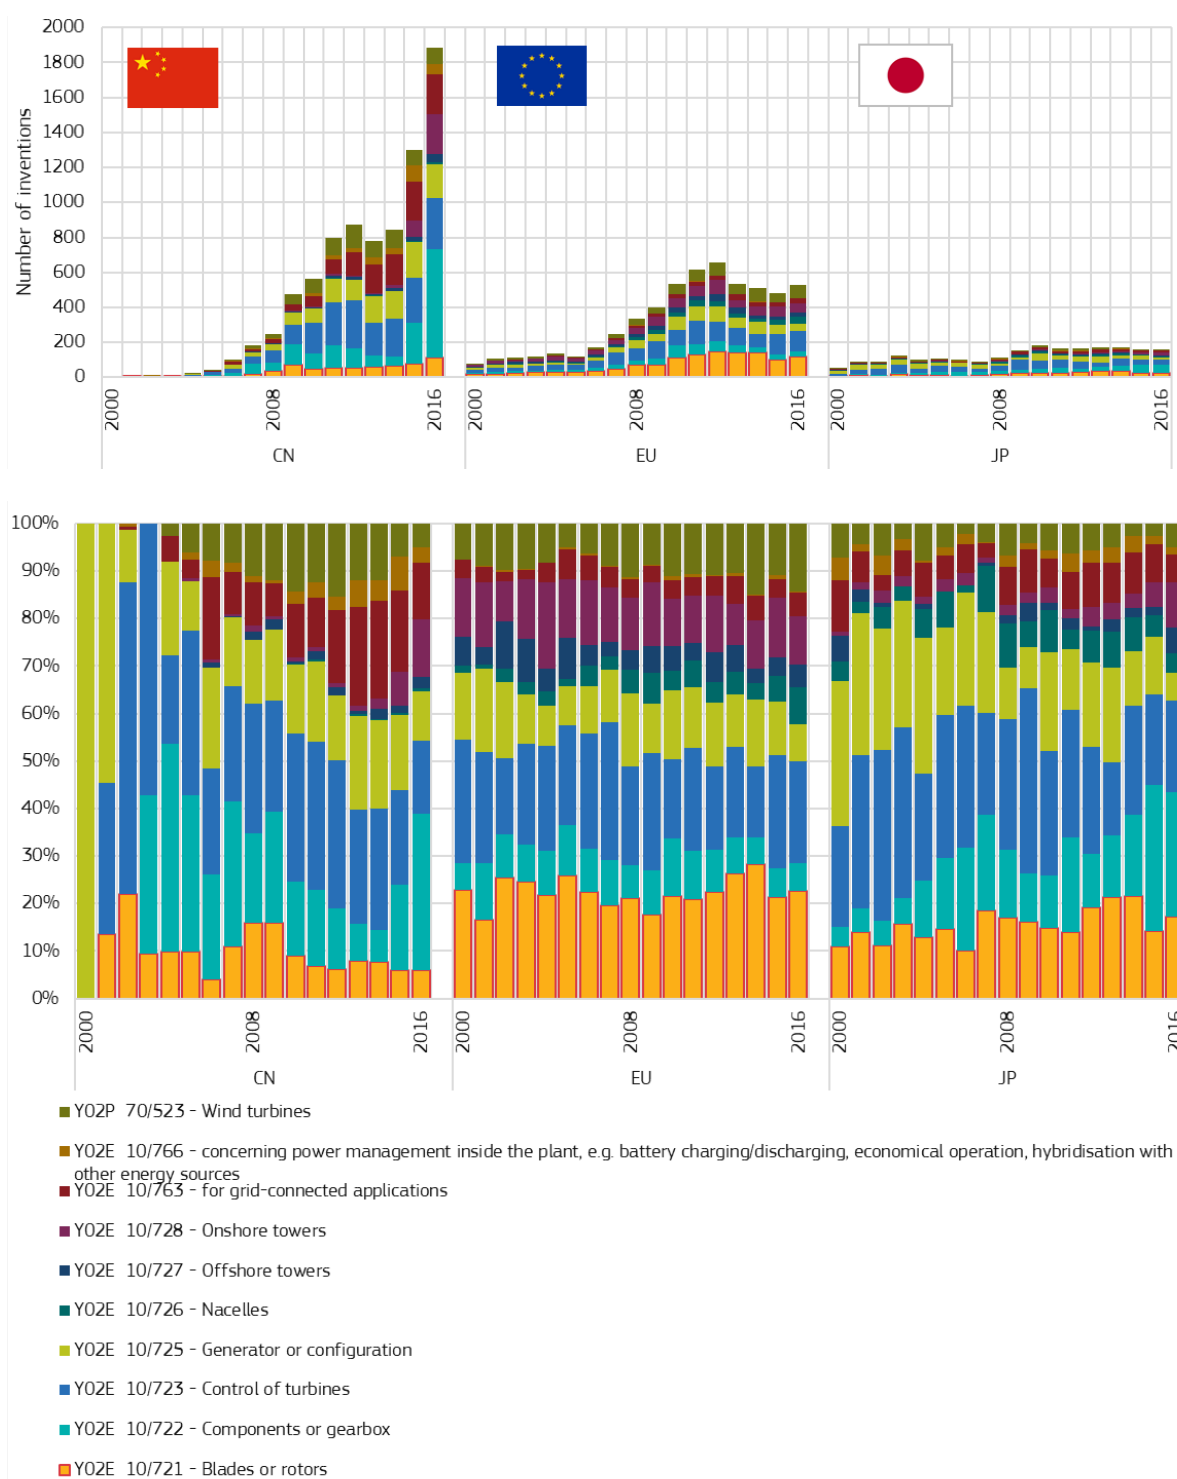 2000
1800
1600
1400
1200
1000
800
600
400
200
0
Number of inventions
2000
2008
2016
2000
2008
2016
2000
2008
2016
CN
EU
JP
100%
90%
80%
70%
60%
50%
40%
30%
20%
10%
0%
2000
2008
2016
2000
2008
2016
2000
2008
2016
CN
EU
JP
Y02P 70/523 - Wind turbines
Y02E 10/766 - concerning power management inside the plant, e.g. battery charging/discharging, economical operation, hybridisation with
other energy sources
Y02E 10/763 - for grid-connected applications
Y02E 10/728 - Onshore towers
Y02E 10/727 - Offshore towers
Y02E 10/726 - Nacelles
Y02E 10/725 - Generator or configuration
Y02E 10/723 - Control of turbines
Y02E 10/722 - Components or gearbox
Y02E 10/721 - Blades or rotors